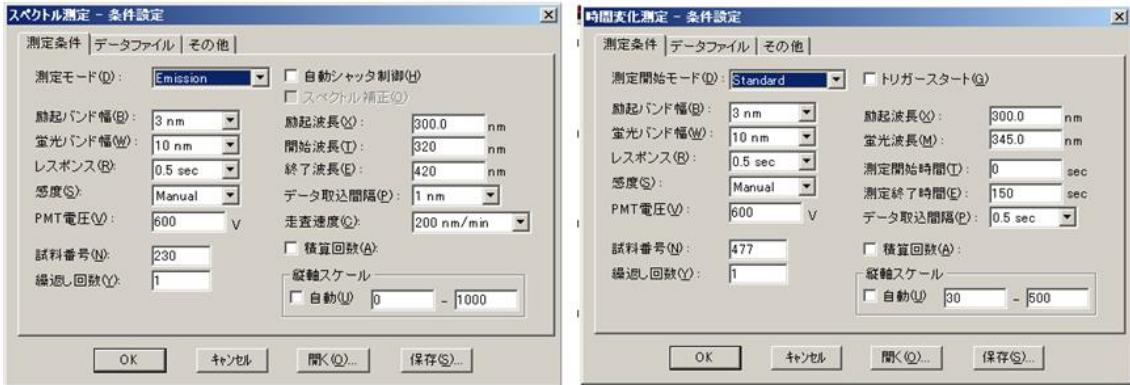 スペクトル測定 - 条件設定
測定条件 データファイル その他
測定モード(D): Emission
自動シャッタ制御(H)
スペクトル補正(O)
励起バンド幅(B): 3 nm
蛍光バンド幅(W): 10 nm
レスポンス(R): 0.5 sec
感度(S): Manual
PMT電圧(V): 600 V
試料番号(N): 230
繰返し回数(Y): 1
励起波長(X): 300.0 nm
開始波長(T): 320 nm
終了波長(E): 420 nm
データ取込間隔(P): 1 nm
走査速度(C): 200 nm/min
積算回数(A):
縦軸スケール
自動(U) 0 - 1000
OK キャンセル 開く(O)... 保存(S)...
時間変化測定 - 条件設定
測定条件 データファイル その他
測定開始モード(D): Standard
トリガースタート(G)
励起バンド幅(B): 3 nm
蛍光バンド幅(W): 10 nm
レスポンス(R): 0.5 sec
感度(S): Manual
PMT電圧(V): 600 V
試料番号(N): 477
繰返し回数(Y): 1
励起波長(X): 300.0 nm
蛍光波長(M): 345.0 nm
測定開始時間(T): 0 sec
測定終了時間(E): 150 sec
データ取込間隔(P): 0.5 sec
積算回数(A):
縦軸スケール
自動(U) 30 - 500
OK キャンセル 開く(O)... 保存(S)...